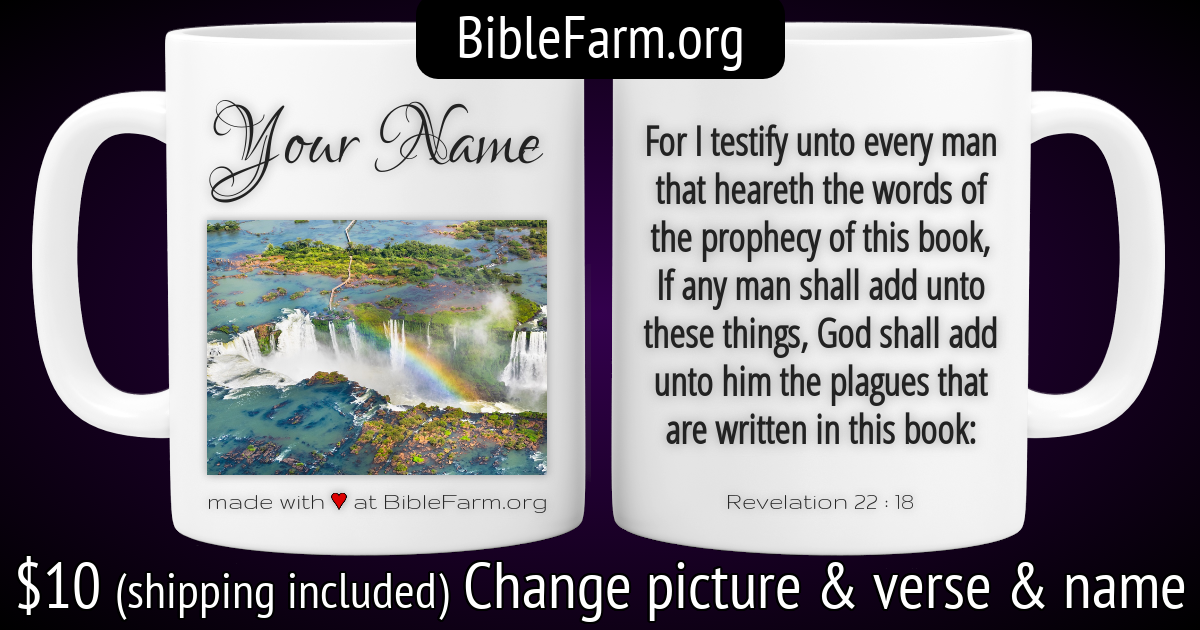 BibleFarm.org
Your Name
made with ♥ at BibleFarm.org
For I testify unto every man
that heareth the words of
the prophecy of this book,
If any man shall add unto
these things, God shall add
unto him the plagues that
are written in this book:
Revelation 22 : 18
$10 (shipping included) Change picture & verse & name